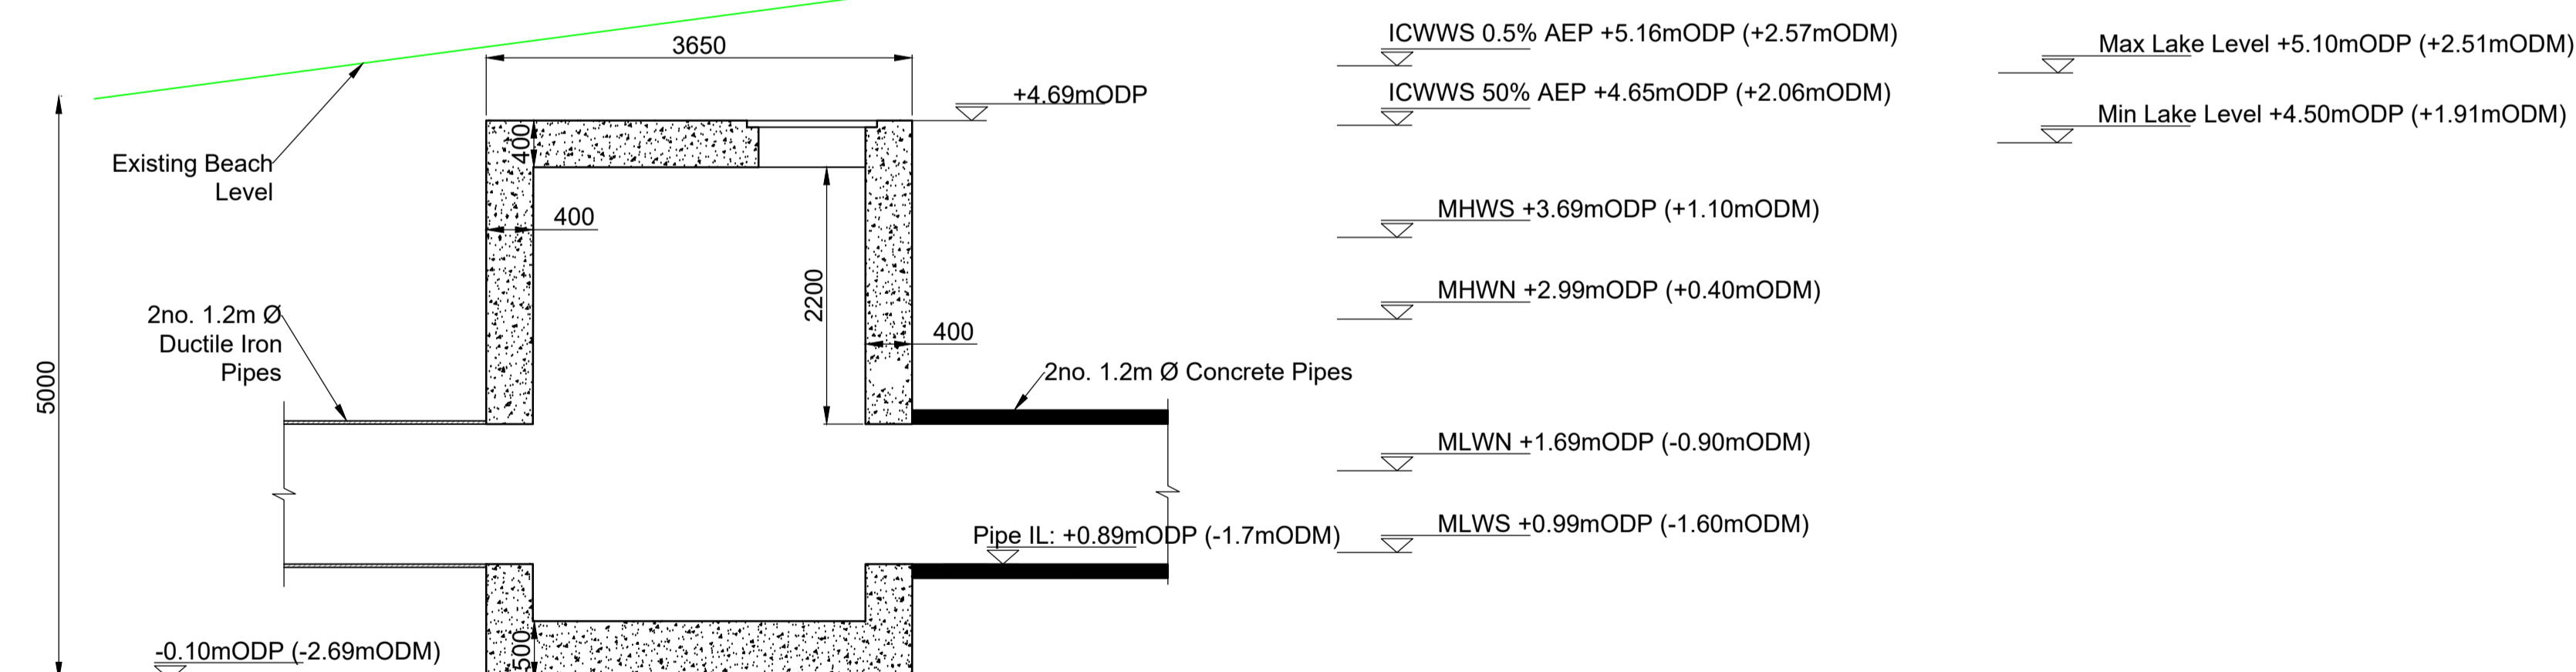 ICWWS 0.5% AEP +5.16mODP (+2.57mODM)
Max Lake Level +5.10mODP (+2.51mODM)
3650
+4.69mODP
ICWWS 50% AEP +4.65mODP (+2.06mODM)
Min Lake Level +4.50mODP (+1.91mODM)
400
Existing Beach
Level
400
MHWS +3.69mODP (+1.10mODM)
2200
MHWN +2.99mODP (+0.40mODM)
2no. 1.2m Ø
Ductile Iron
Pipes
400
5000
2no. 1.2m Ø Concrete Pipes
MLWN +1.69mODP (-0.90mODM)
Pipe IL: +0.89mODP (-1.7mODM)
MLWS +0.99mODP (-1.60mODM)
-0.10mODP (-2.69mODM)
500